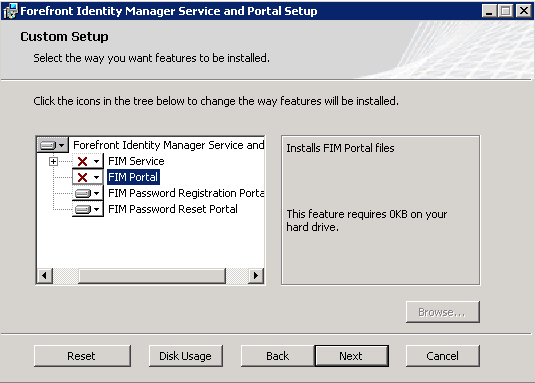 Forefront Identity Manager Service and Portal Setup
Custom Setup
Select the way you want features to be installed.
Click the icons in the tree below to change the way features will be installed.
Forefront Identity Manager Service and
FIM Service
FIM Portal
FIM Password Registration Porta
FIM Password Reset Portal
Installs FIM Portal files
This feature requires 0KB on your
hard drive.
Browse...
Reset
Disk Usage
Back
Next
Cancel